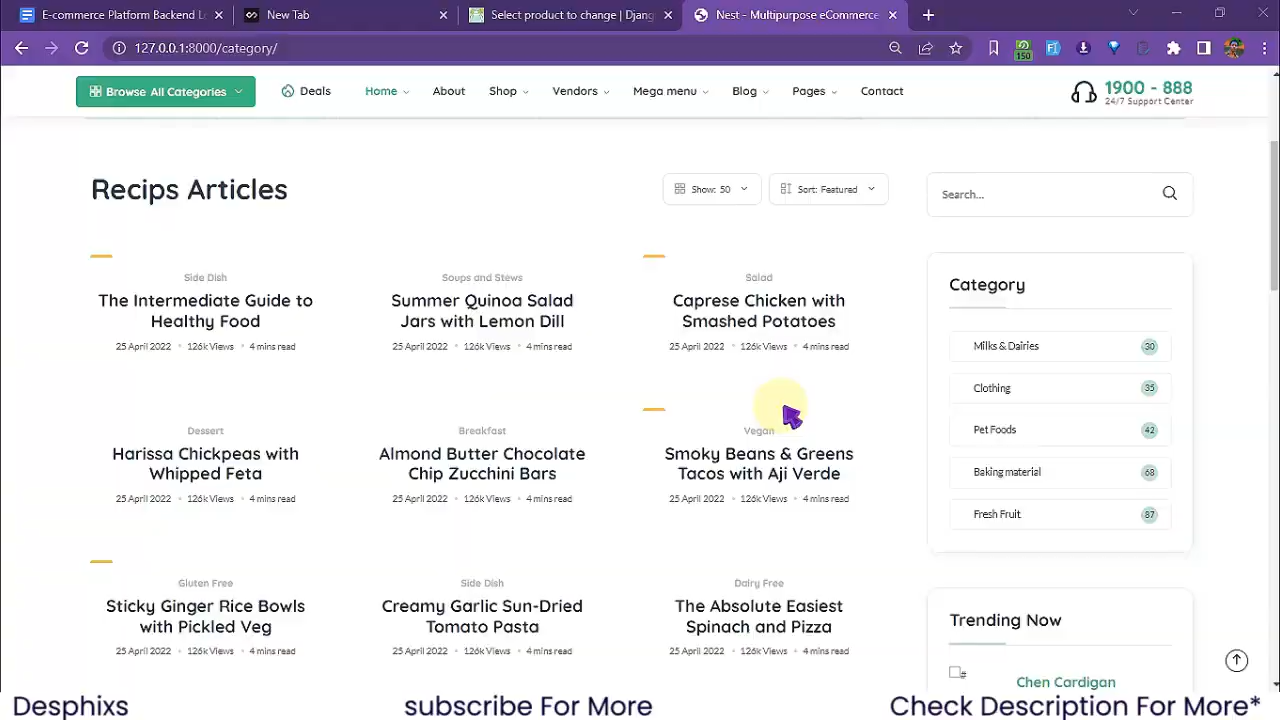 E-commerce Platform Backend Lo
New Tab
Select product to change | Djang
Nest - Multipurpose eCommerce
127.0.0.1:8000/category/
150
Browse All Categories
Deals
Home
About
Shop
Vendors
Mega menu
Blog
Pages
Contact
1900 - 888
24/7 Support Center
Recips Articles
Show: 50
Sort: Featured
Search...
Side Dish
The Intermediate Guide to
Healthy Food
25 April 2022 • 126k Views • 4 mins read
Soups and Stews
Summer Quinoa Salad
Jars with Lemon Dill
25 April 2022 • 126k Views • 4 mins read
Salad
Caprese Chicken with
Smashed Potatoes
25 April 2022 • 126k Views • 4 mins read
Dessert
Harissa Chickpeas with
Whipped Feta
25 April 2022 • 126k Views • 4 mins read
Breakfast
Almond Butter Chocolate
Chip Zucchini Bars
25 April 2022 • 126k Views • 4 mins read
Vegan
Smoky Beans & Greens
Tacos with Aji Verde
25 April 2022 • 126k Views • 4 mins read
Gluten Free
Sticky Ginger Rice Bowls
with Pickled Veg
25 April 2022 • 126k Views • 4 mins read
Side Dish
Creamy Garlic Sun-Dried
Tomato Pasta
25 April 2022 • 126k Views • 4 mins read
Dairy Free
The Absolute Easiest
Spinach and Pizza
25 April 2022 • 126k Views • 4 mins read
Category
Milks & Dairies 30
Clothing 35
Pet Foods 42
Baking material 68
Fresh Fruit 87
Trending Now
#
Chen Cardigan
Desphixs
subscribe For More
Check Description For More*